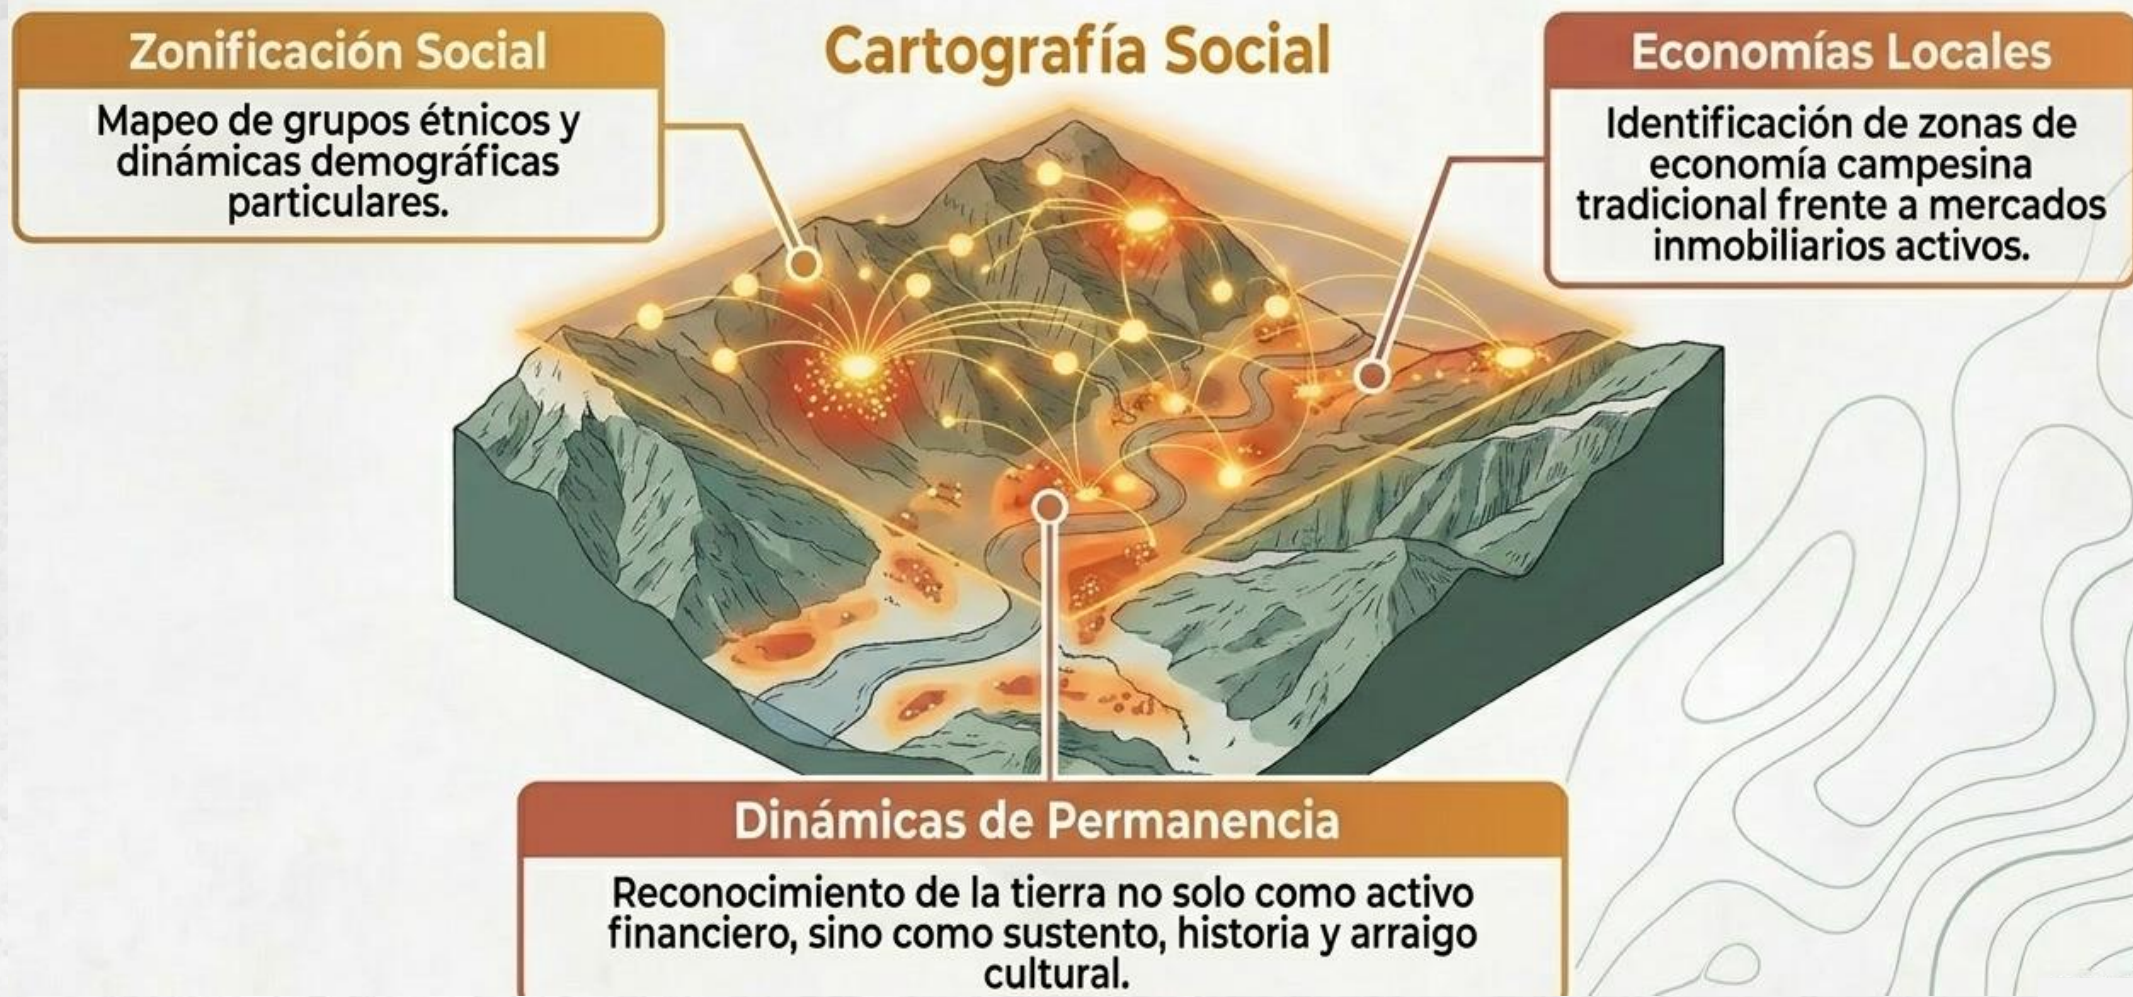 Zonificación Social
Mapeo de grupos étnicos y
dinámicas demográficas
particulares.
Cartografía Social
Economías Locales
Identificación de zonas de
economía campesina
tradicional frente a mercados
inmobiliarios activos.
Dinámicas de Permanencia
Reconocimiento de la tierra no solo como activo
financiero, sino como sustento, historia y arraigo
cultural.